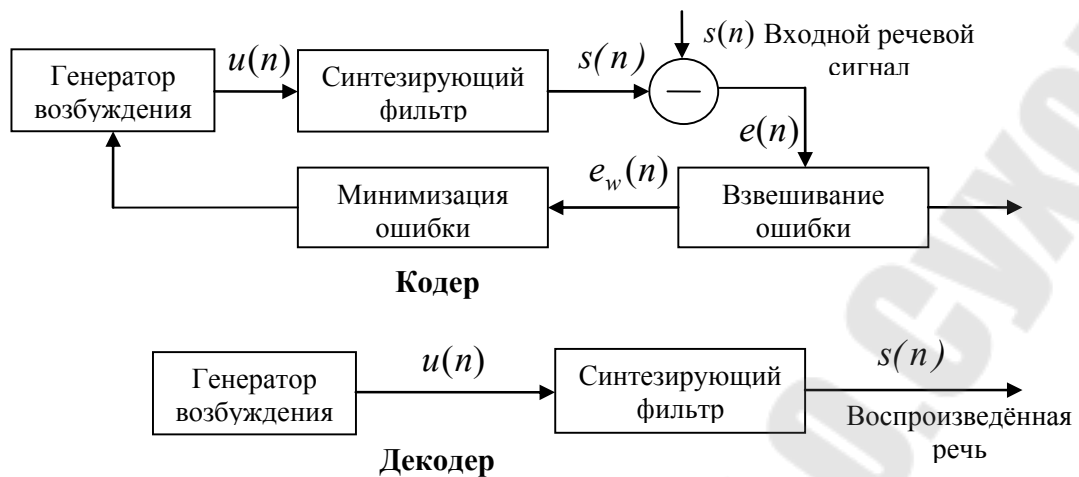 Генератор
возбуждения
u(n)
Синтезирующий
фильтр
s(n)
—
s(n) Входной речевой
сигнал
e(n)
Взвешивание
ошибки
e_w(n)
Минимизация
ошибки
Кодер
Генератор
возбуждения
u(n)
Синтезирующий
фильтр
s(n)
Воспроизведённая
речь
Декодер